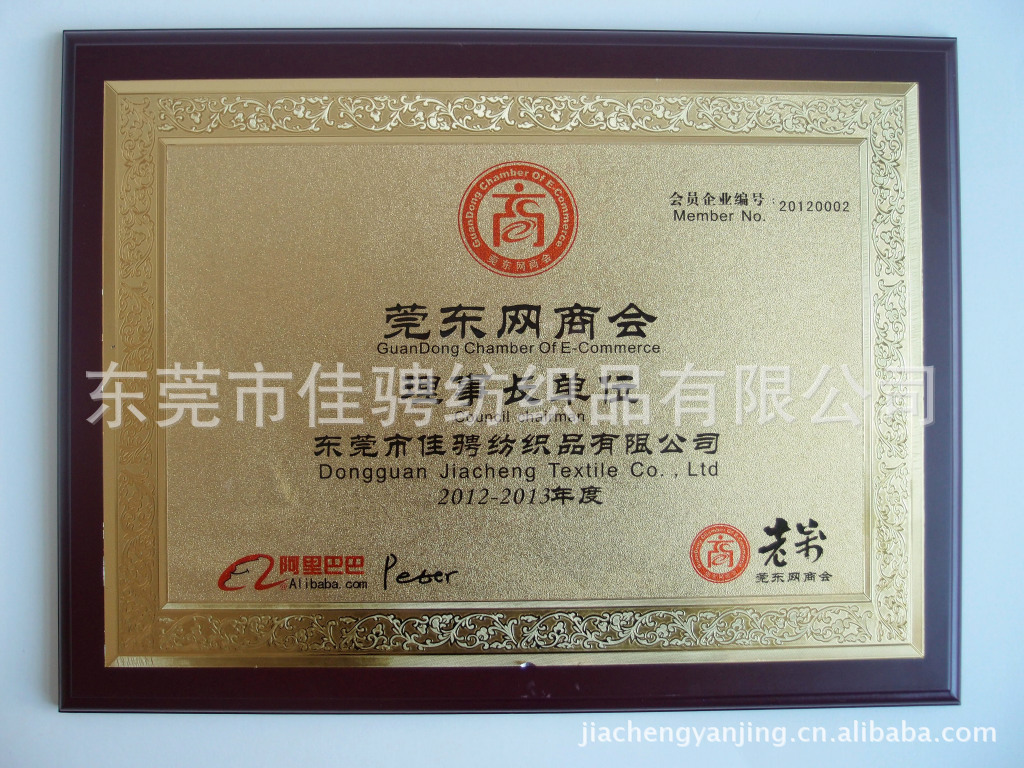 GuanDong Chamber Of E-Commerce
商
莞东网商会
会员企业编号: 20120002
Member No.
莞东网商会
GuanDong Chamber Of E-Commerce
理事长单位
Council chairman
东莞市佳骋纺织品有限公司
东莞市佳骋纺织品有限公司
Dongguan Jiacheng Textile Co., Ltd
2012-2013年度
阿里巴巴
Alibaba.com
Peter
莞东网商会
jiachengyanjing.cn.alibaba.com